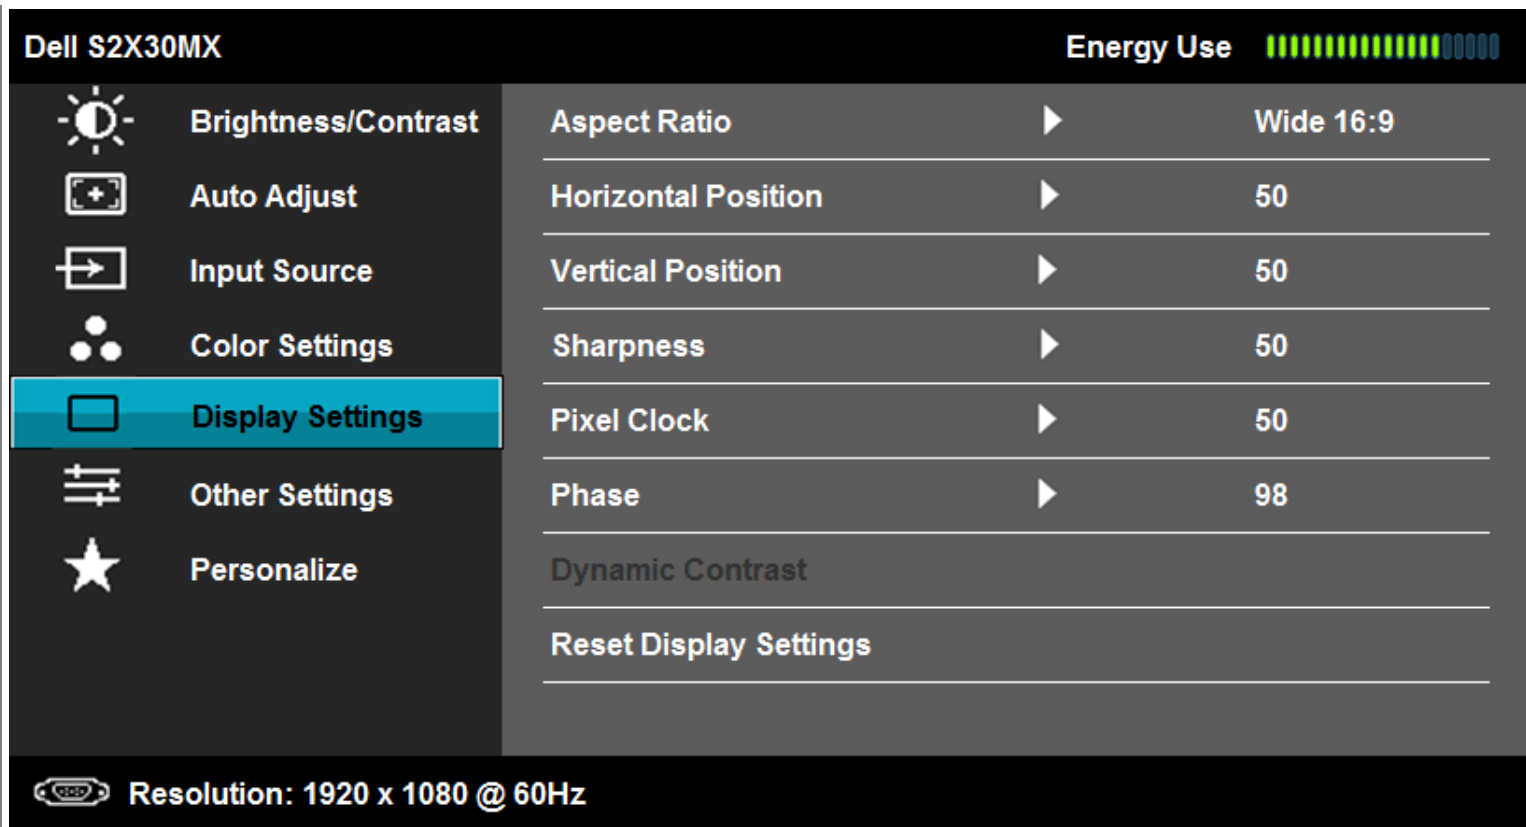 Dell S2X30MX Energy Use
Brightness/Contrast Aspect Ratio Wide 16:9
Auto Adjust Horizontal Position 50
Input Source Vertical Position 50
Color Settings Sharpness 50
Display Settings Pixel Clock 50
Other Settings Phase 98
Personalize Dynamic Contrast
Reset Display Settings
Resolution: 1920 x 1080 @ 60Hz